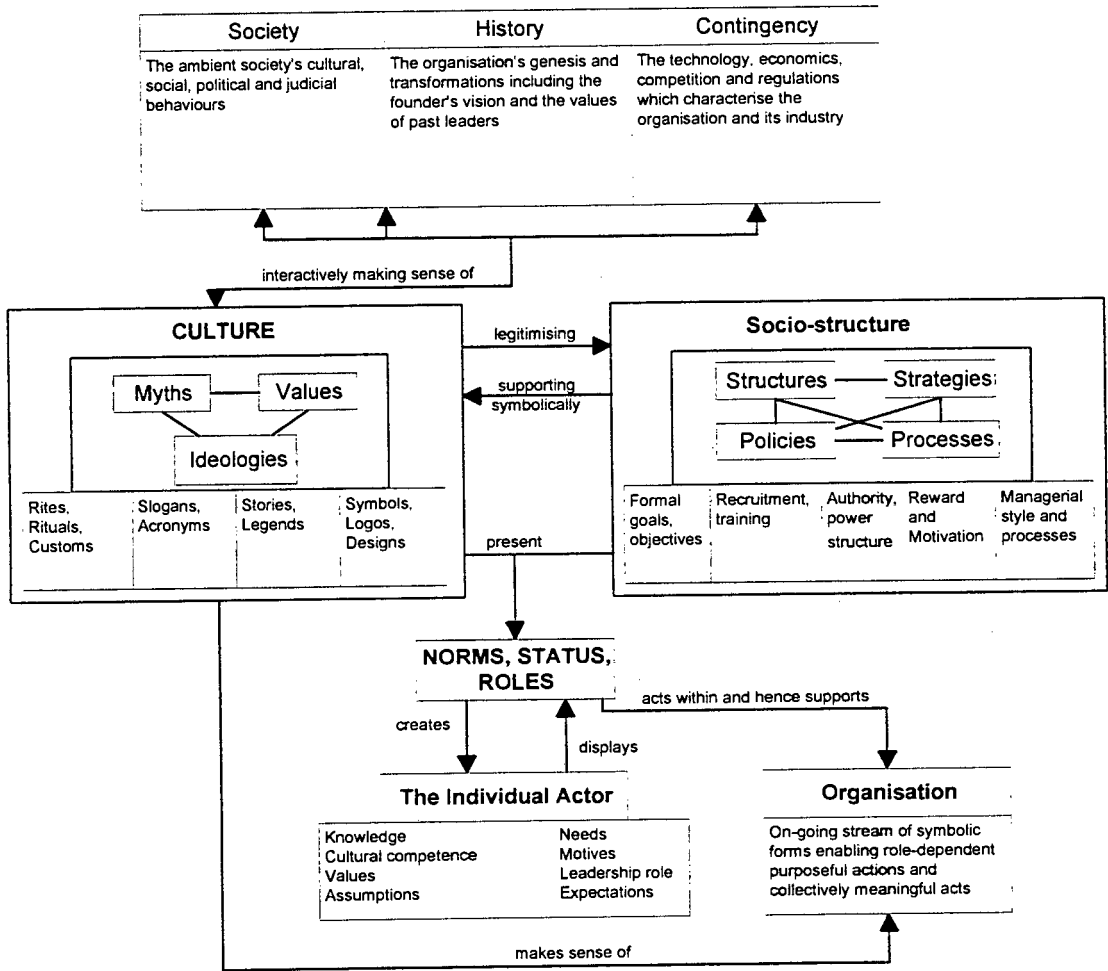 Society
The ambient society's cultural,
social, political and judicial
behaviours
History
The organisation's genesis and
transformations including the
founder's vision and the values
of past leaders
Contingency
The technology, economics,
competition and regulations
which characterise the
organisation and its industry
interactively making sense of
CULTURE
Myths
Values
Ideologies
Rites,
Rituals,
Customs
Slogans,
Acronyms
Stories,
Legends
Symbols,
Logos,
Designs
legitimising
supporting
symbolically
present
Socio-structure
Structures
Strategies
Policies
Processes
Formal
goals,
objectives
Recruitment,
training
Authority,
power
structure
Reward
and
Motivation
Managerial
style and
processes
NORMS, STATUS,
ROLES
acts within and hence supports
creates
displays
The Individual Actor
Knowledge
Cultural competence
Values
Assumptions
Needs
Motives
Leadership role
Expectations
Organisation
On-going stream of symbolic
forms enabling role-dependent
purposeful actions and
collectively meaningful acts
makes sense of